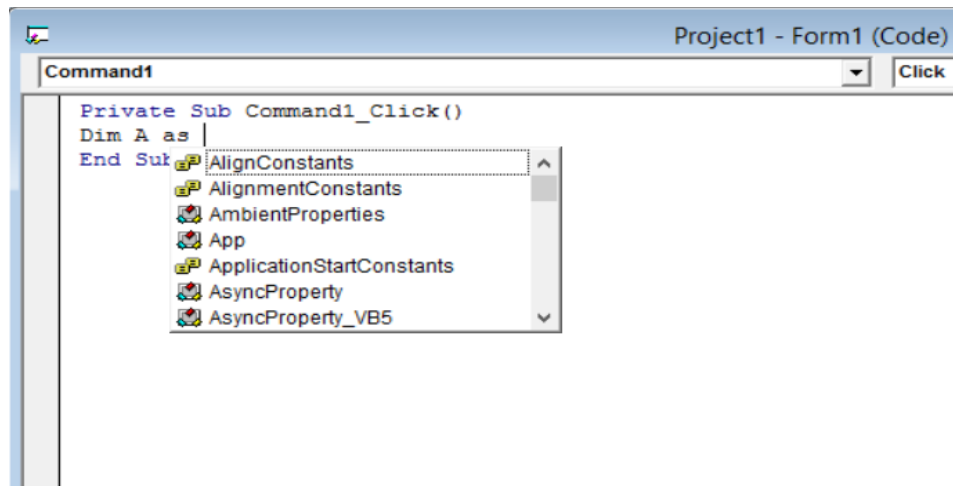 Project1 - Form1 (Code)
Command1
Click
Private Sub Command1_Click()
Dim A as
End Sub
AlignConstants
AlignmentConstants
AmbientProperties
App
ApplicationStartConstants
AsyncProperty
AsyncProperty_VB5